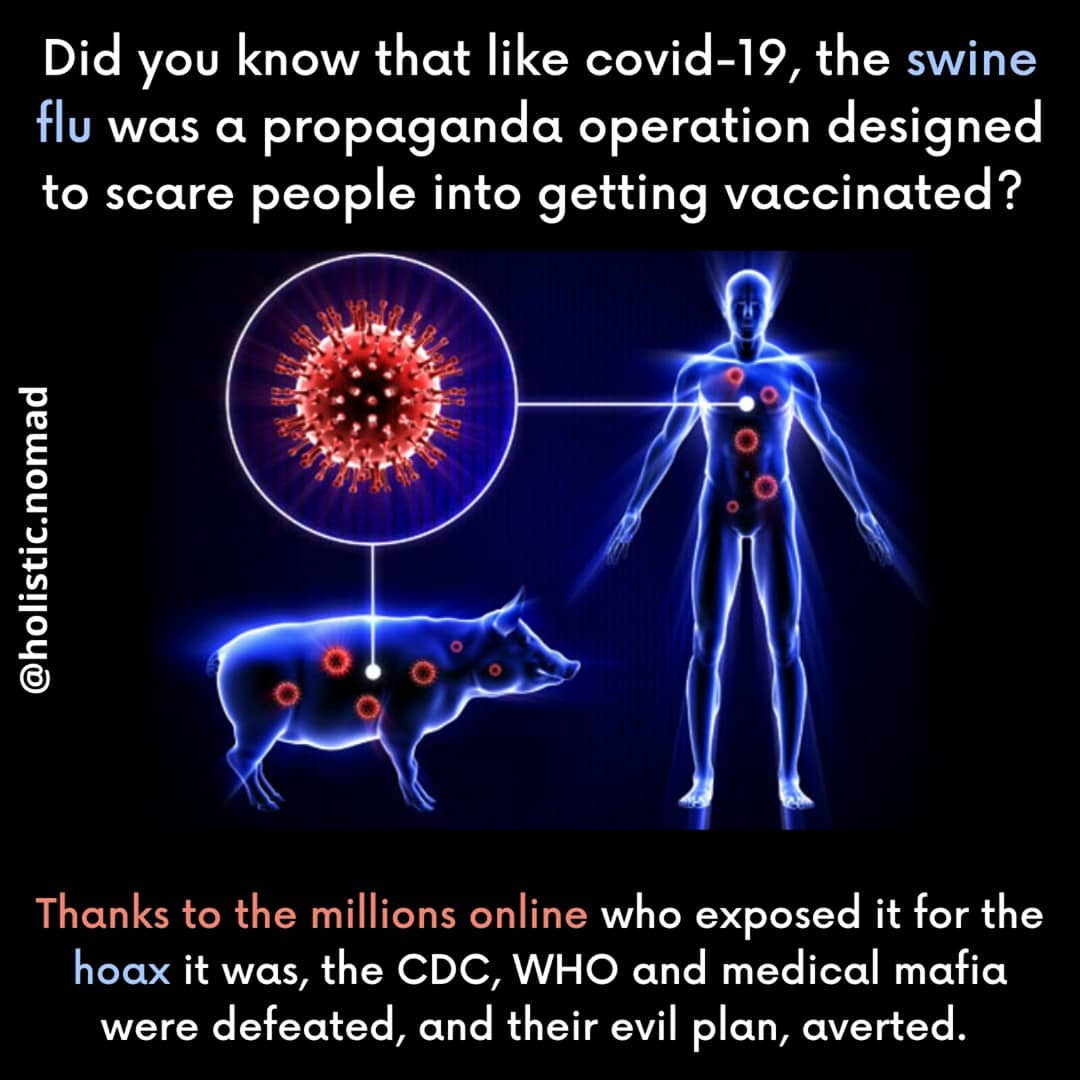 Did you know that like covid-19, the swine
flu was a propaganda operation designed
to scare people into getting vaccinated?
@holistic.nomad
Thanks to the millions online who exposed it for the
hoax it was, the CDC, WHO and medical mafia
were defeated, and their evil plan, averted.